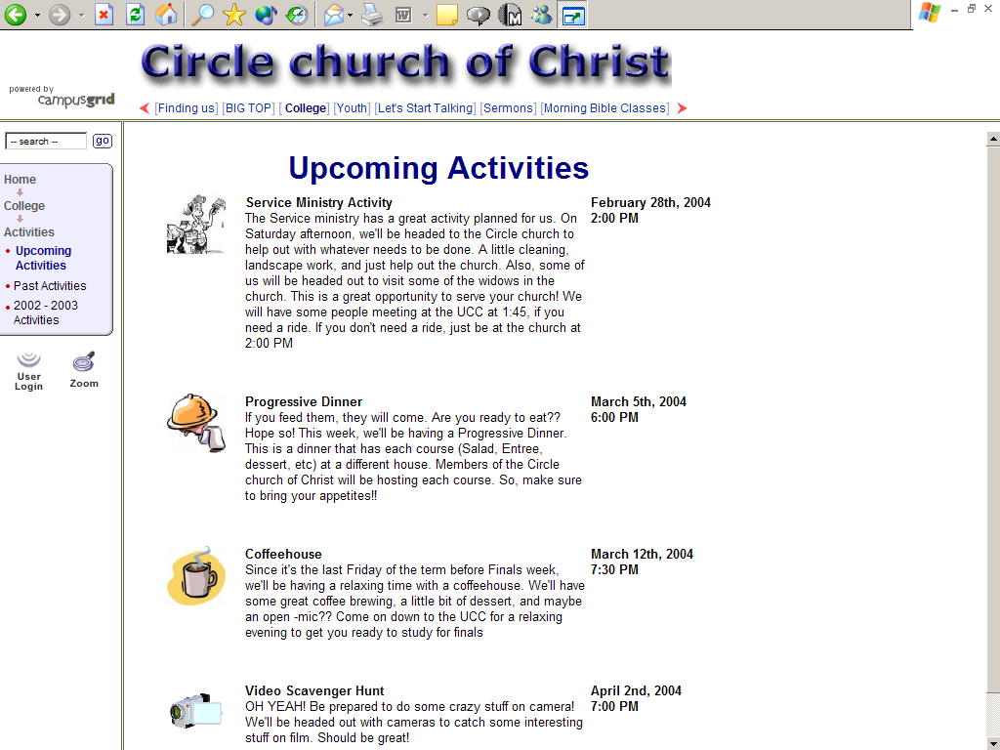 Circle church of Christ
powered by
campusgrid
[Finding us] [BIG TOP] [ College] [Youth] [Let's Start Talking] [Sermons] [Morning Bible Classes]
-- search -- go
Home
College
Activities
Upcoming
Activities
Past Activities
2002 - 2003
Activities
User
Login
Zoom
Upcoming Activities
Service Ministry Activity
The Service ministry has a great activity planned for us. On
Saturday afternoon, we'll be headed to the Circle church to
help out with whatever needs to be done. A little cleaning,
landscape work, and just help out the church. Also, some of
us will be headed out to visit some of the widows in the
church. This is a great opportunity to serve your church! We
will have some people meeting at the UCC at 1:45, if you
need a ride. If you don't need a ride, just be at the church at
2:00 PM
February 28th, 2004
2:00 PM
Progressive Dinner
If you feed them, they will come. Are you ready to eat??
Hope so! This week, we'll be having a Progressive Dinner.
This is a dinner that has each course (Salad, Entree,
dessert, etc) at a different house. Members of the Circle
church of Christ will be hosting each course. So, make sure
to bring your appetites!!
March 5th, 2004
6:00 PM
Coffeehouse
Since it's the last Friday of the term before Finals week,
we'll be having a relaxing time with a coffeehouse. We'll have
some great coffee brewing, a little bit of dessert, and maybe
an open -mic?? Come on down to the UCC for a relaxing
evening to get you ready to study for finals
March 12th, 2004
7:30 PM
Video Scavenger Hunt
OH YEAH! Be prepared to do some crazy stuff on camera!
We'll be headed out with cameras to catch some interesting
stuff on film. Should be great!
April 2nd, 2004
7:00 PM